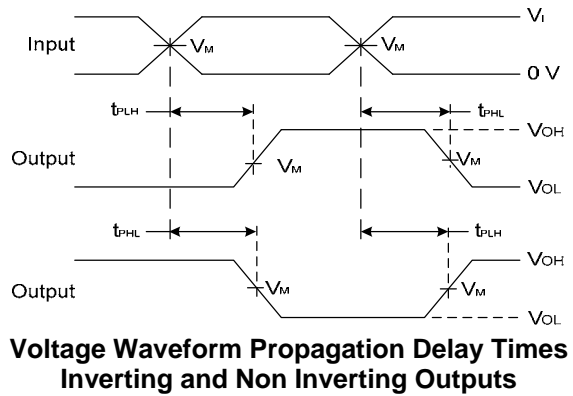 Input
VM
VM
VI
0 V
tPLH
tPHL
Output
VM
VM
VOH
VOL
tPHL
tPLH
Output
VM
VM
VOH
VOL
Voltage Waveform Propagation Delay Times
Inverting and Non Inverting Outputs